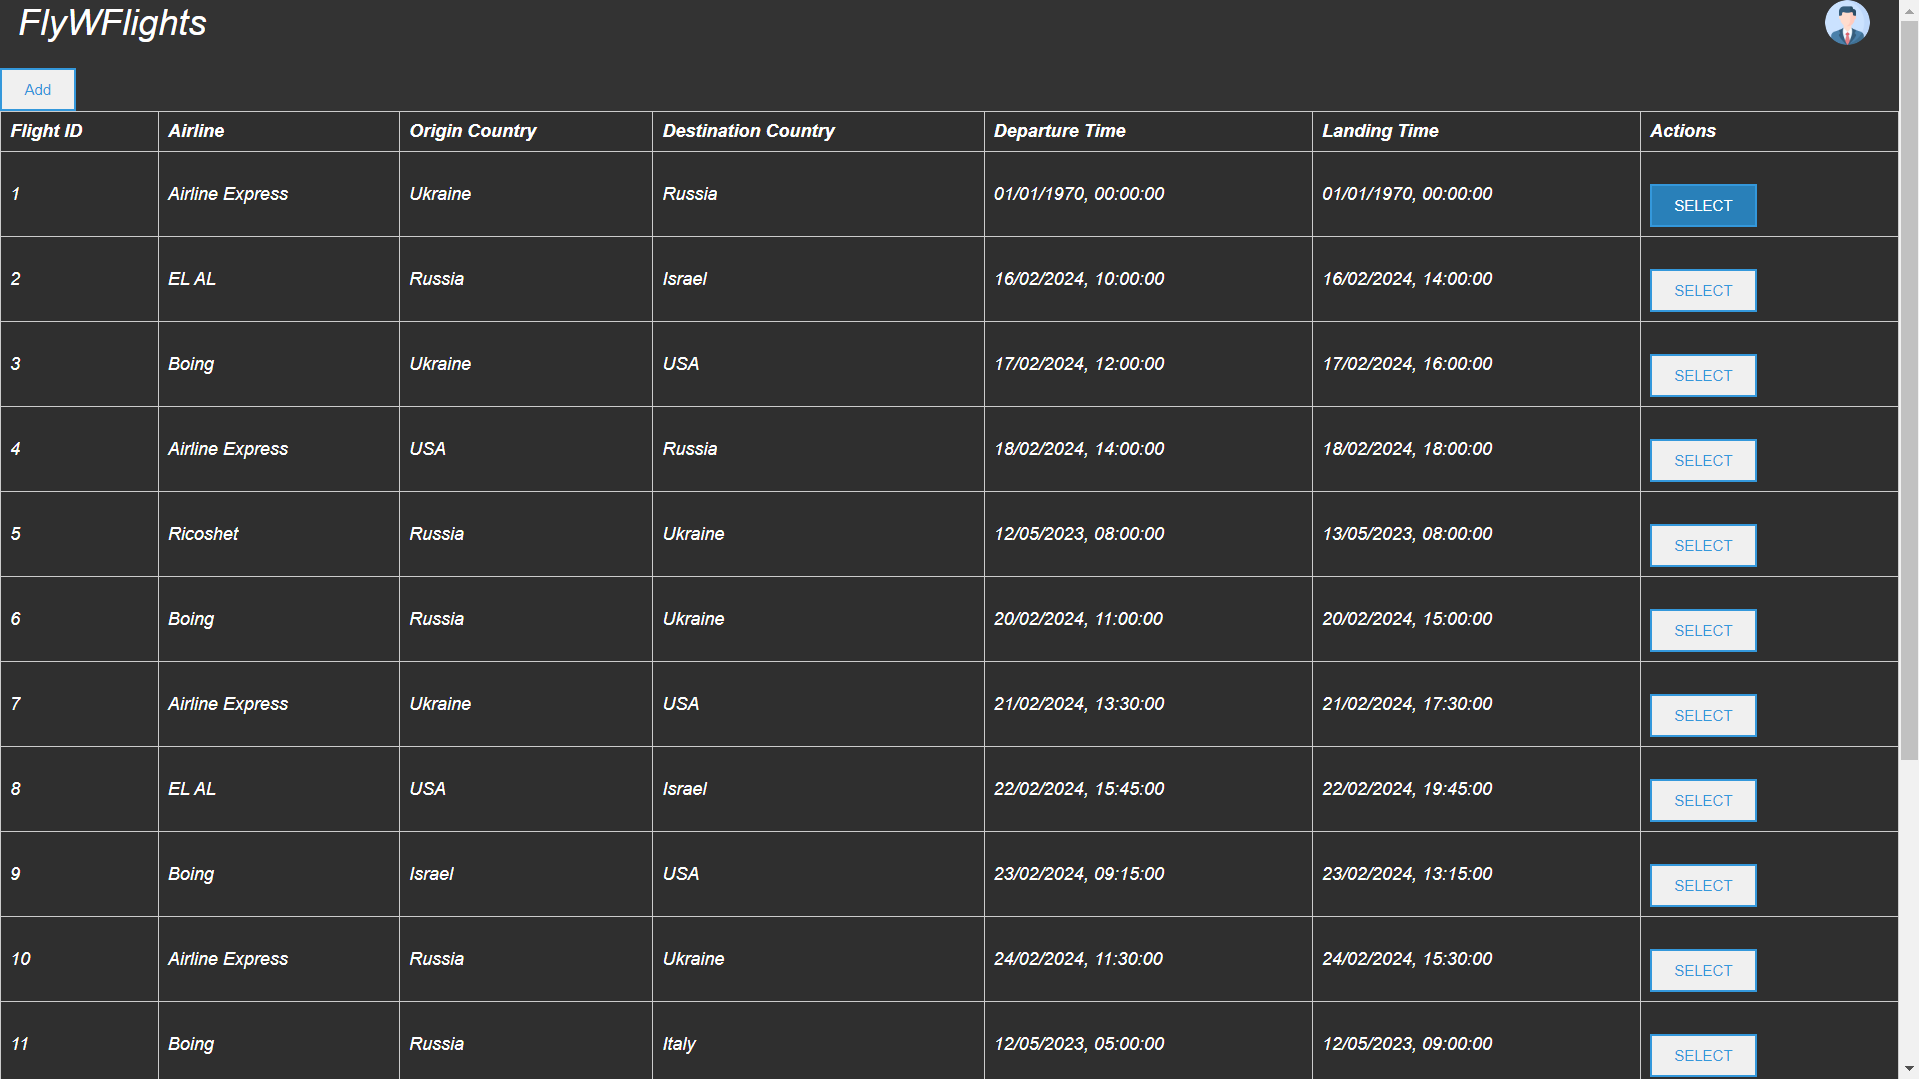 FlyWFlights
Add
Flight ID Airline Origin Country Destination Country Departure Time Landing Time Actions
1 Airline Express Ukraine Russia 01/01/1970, 00:00:00 01/01/1970, 00:00:00 SELECT
2 EL AL Russia Israel 16/02/2024, 10:00:00 16/02/2024, 14:00:00 SELECT
3 Boing Ukraine USA 17/02/2024, 12:00:00 17/02/2024, 16:00:00 SELECT
4 Airline Express USA Russia 18/02/2024, 14:00:00 18/02/2024, 18:00:00 SELECT
5 Ricoshet Russia Ukraine 12/05/2023, 08:00:00 13/05/2023, 08:00:00 SELECT
6 Boing Russia Ukraine 20/02/2024, 11:00:00 20/02/2024, 15:00:00 SELECT
7 Airline Express Ukraine USA 21/02/2024, 13:30:00 21/02/2024, 17:30:00 SELECT
8 EL AL USA Israel 22/02/2024, 15:45:00 22/02/2024, 19:45:00 SELECT
9 Boing Israel USA 23/02/2024, 09:15:00 23/02/2024, 13:15:00 SELECT
10 Airline Express Russia Ukraine 24/02/2024, 11:30:00 24/02/2024, 15:30:00 SELECT
11 Boing Russia Italy 12/05/2023, 05:00:00 12/05/2023, 09:00:00 SELECT